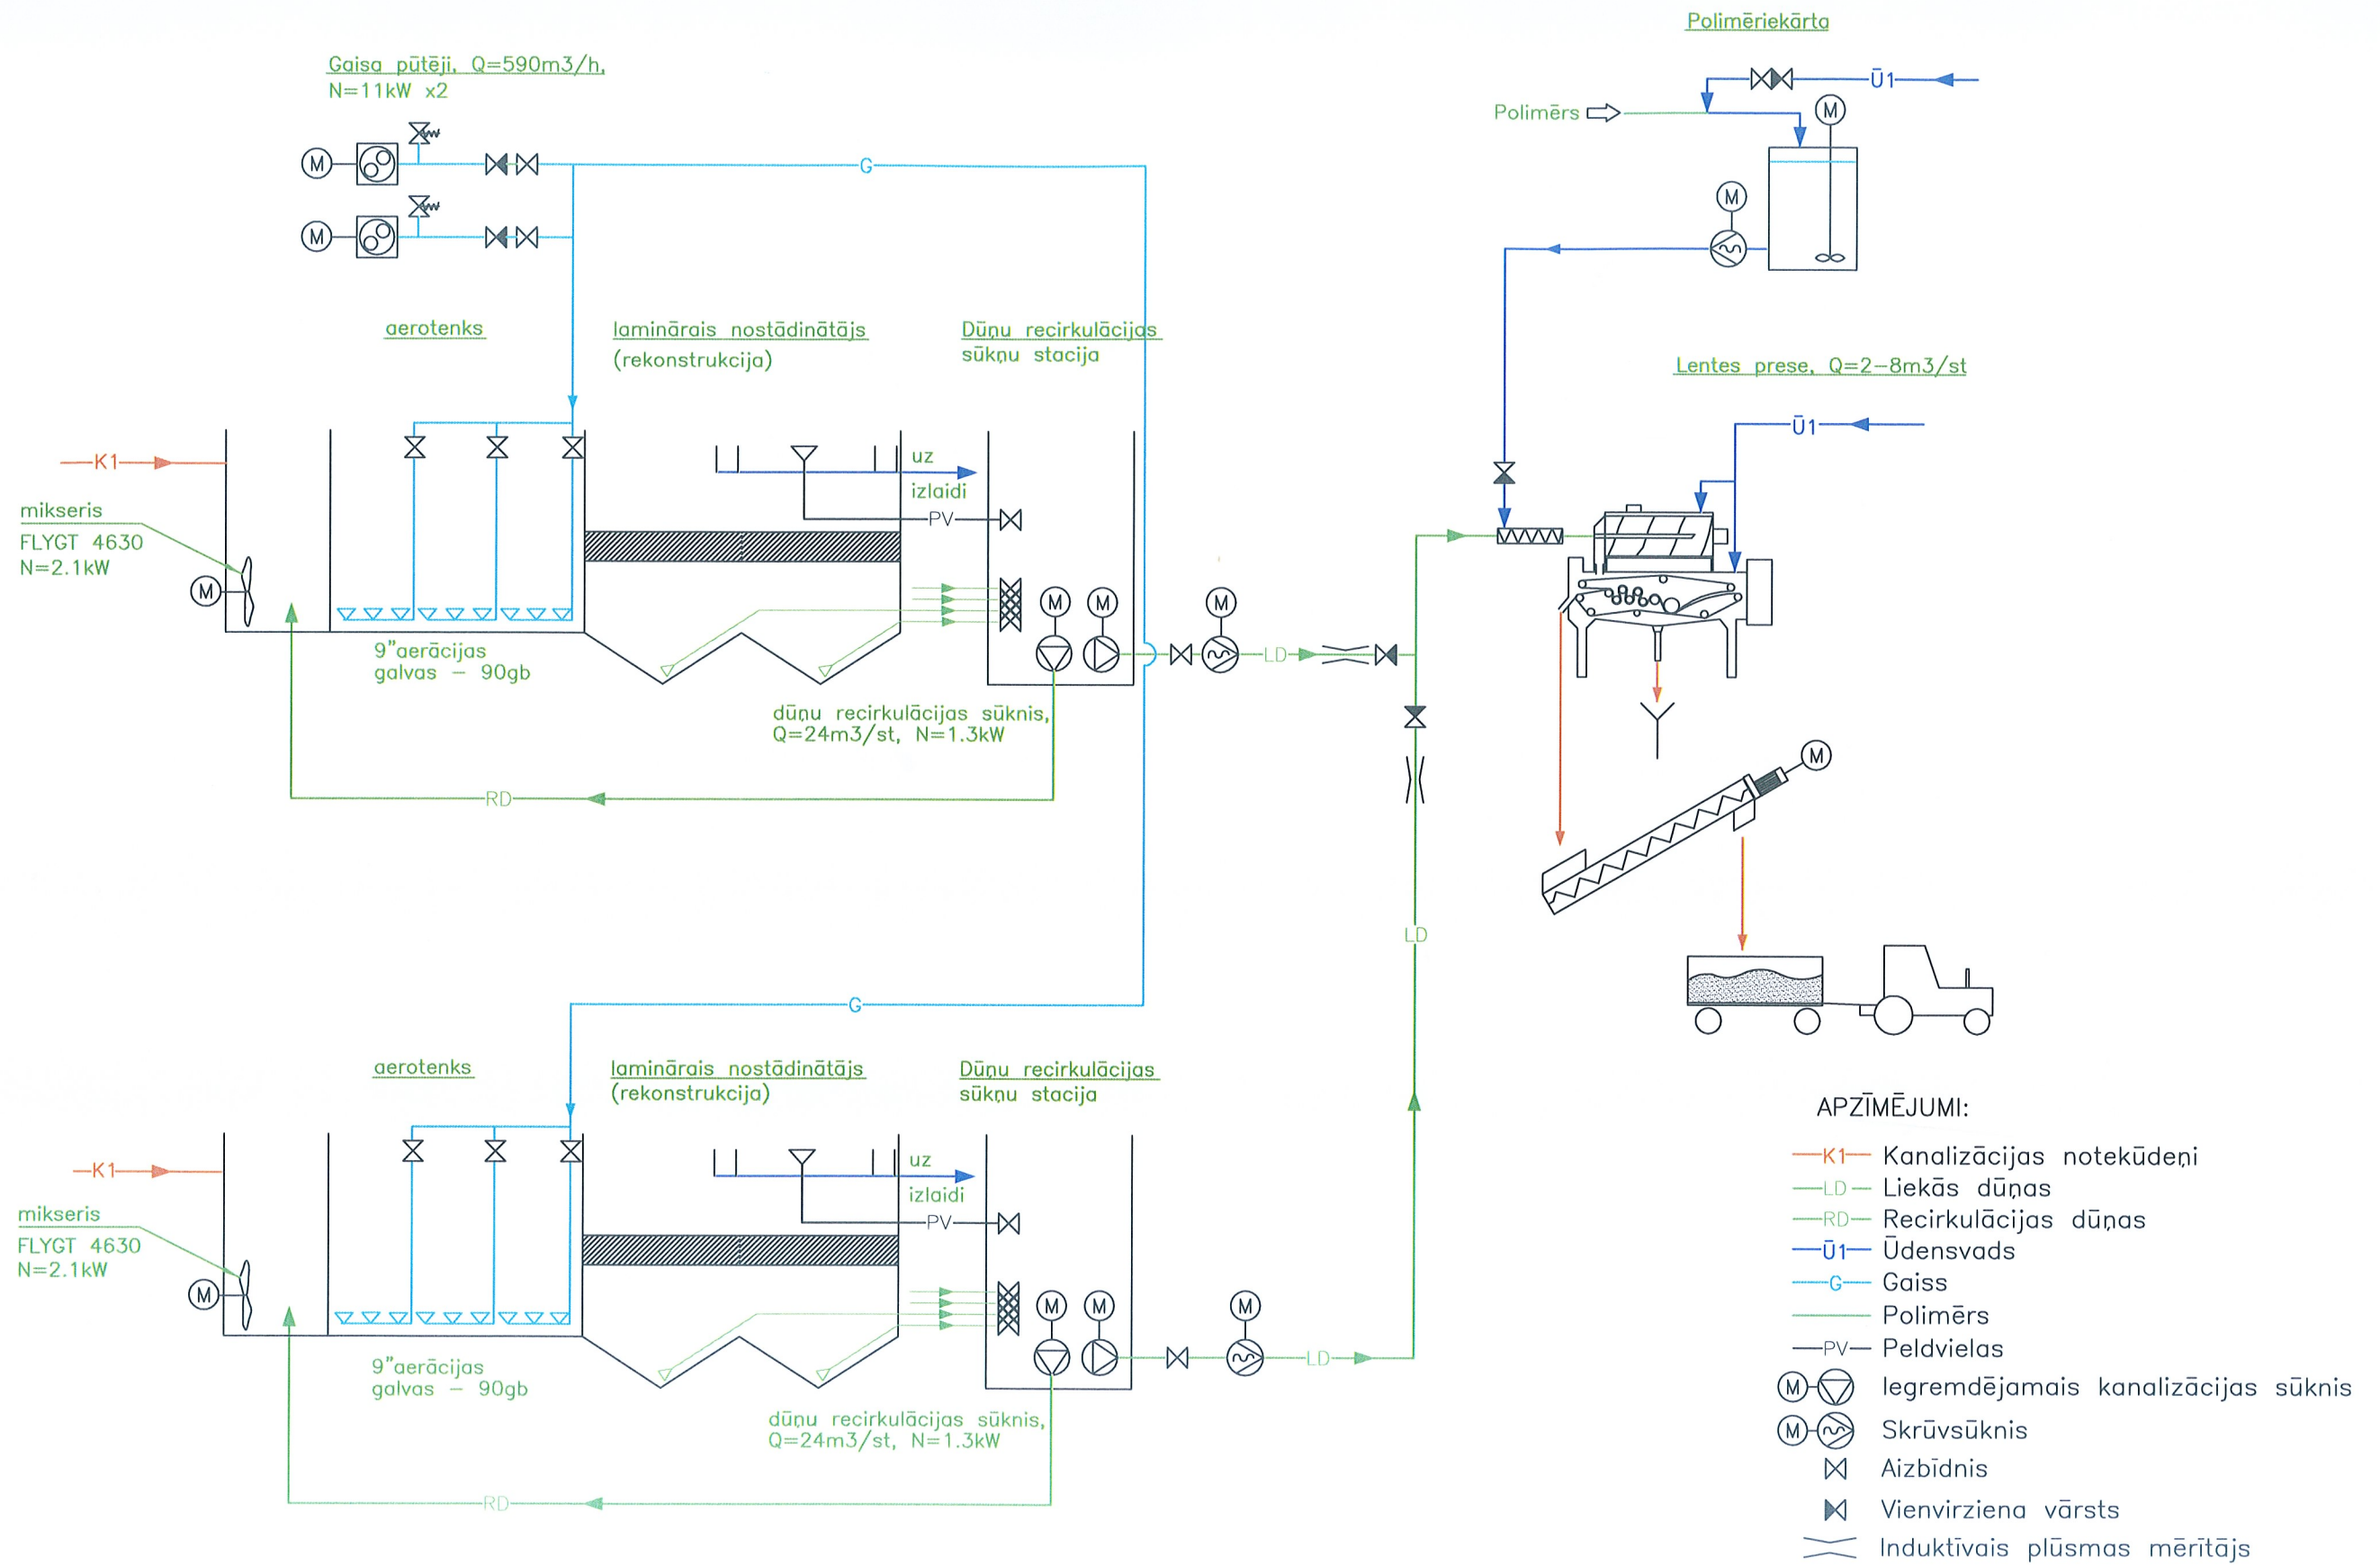 Polimēriekārta
Gaisa pūtēji, Q=590m3/h,
N=11kW x2
Ū1
M
Polimērs
M
G
M
M
M
aerotenks
laminārais nostādinātājs
(rekonstrukcija)
Dūņu recirkulācijas
sūkņu stacija
Lentes prese, Q=2-8m3/st
Ū1
K1
uz
izlaidi
PV
mikseris
FLYGT 4630
N=2.1kW
M
M
M
M
LD
9"aerācijas
galvas - 90gb
dūņu recirkulācijas sūknis,
Q=24m3/st, N=1.3kW
M
RD
LD
G
aerotenks
laminārais nostādinātājs
(rekonstrukcija)
Dūņu recirkulācijas
sūkņu stacija
K1
uz
izlaidi
PV
mikseris
FLYGT 4630
N=2.1kW
M
M
M
M
LD
9"aerācijas
galvas - 90gb
dūņu recirkulācijas sūknis,
Q=24m3/st, N=1.3kW
RD
APZĪMĒJUMI:
K1 Kanalizācijas notekūdeņi
LD Liekās dūņas
RD Recirkulācijas dūņas
Ū1 Ūdensvads
G Gaiss
Polimērs
PV Peldvielas
M Iegremdējamais kanalizācijas sūknis
M Skrūvsūknis
Aizbīdnis
Vienvirziena vārsts
Induktīvais plūsmas mērītājs